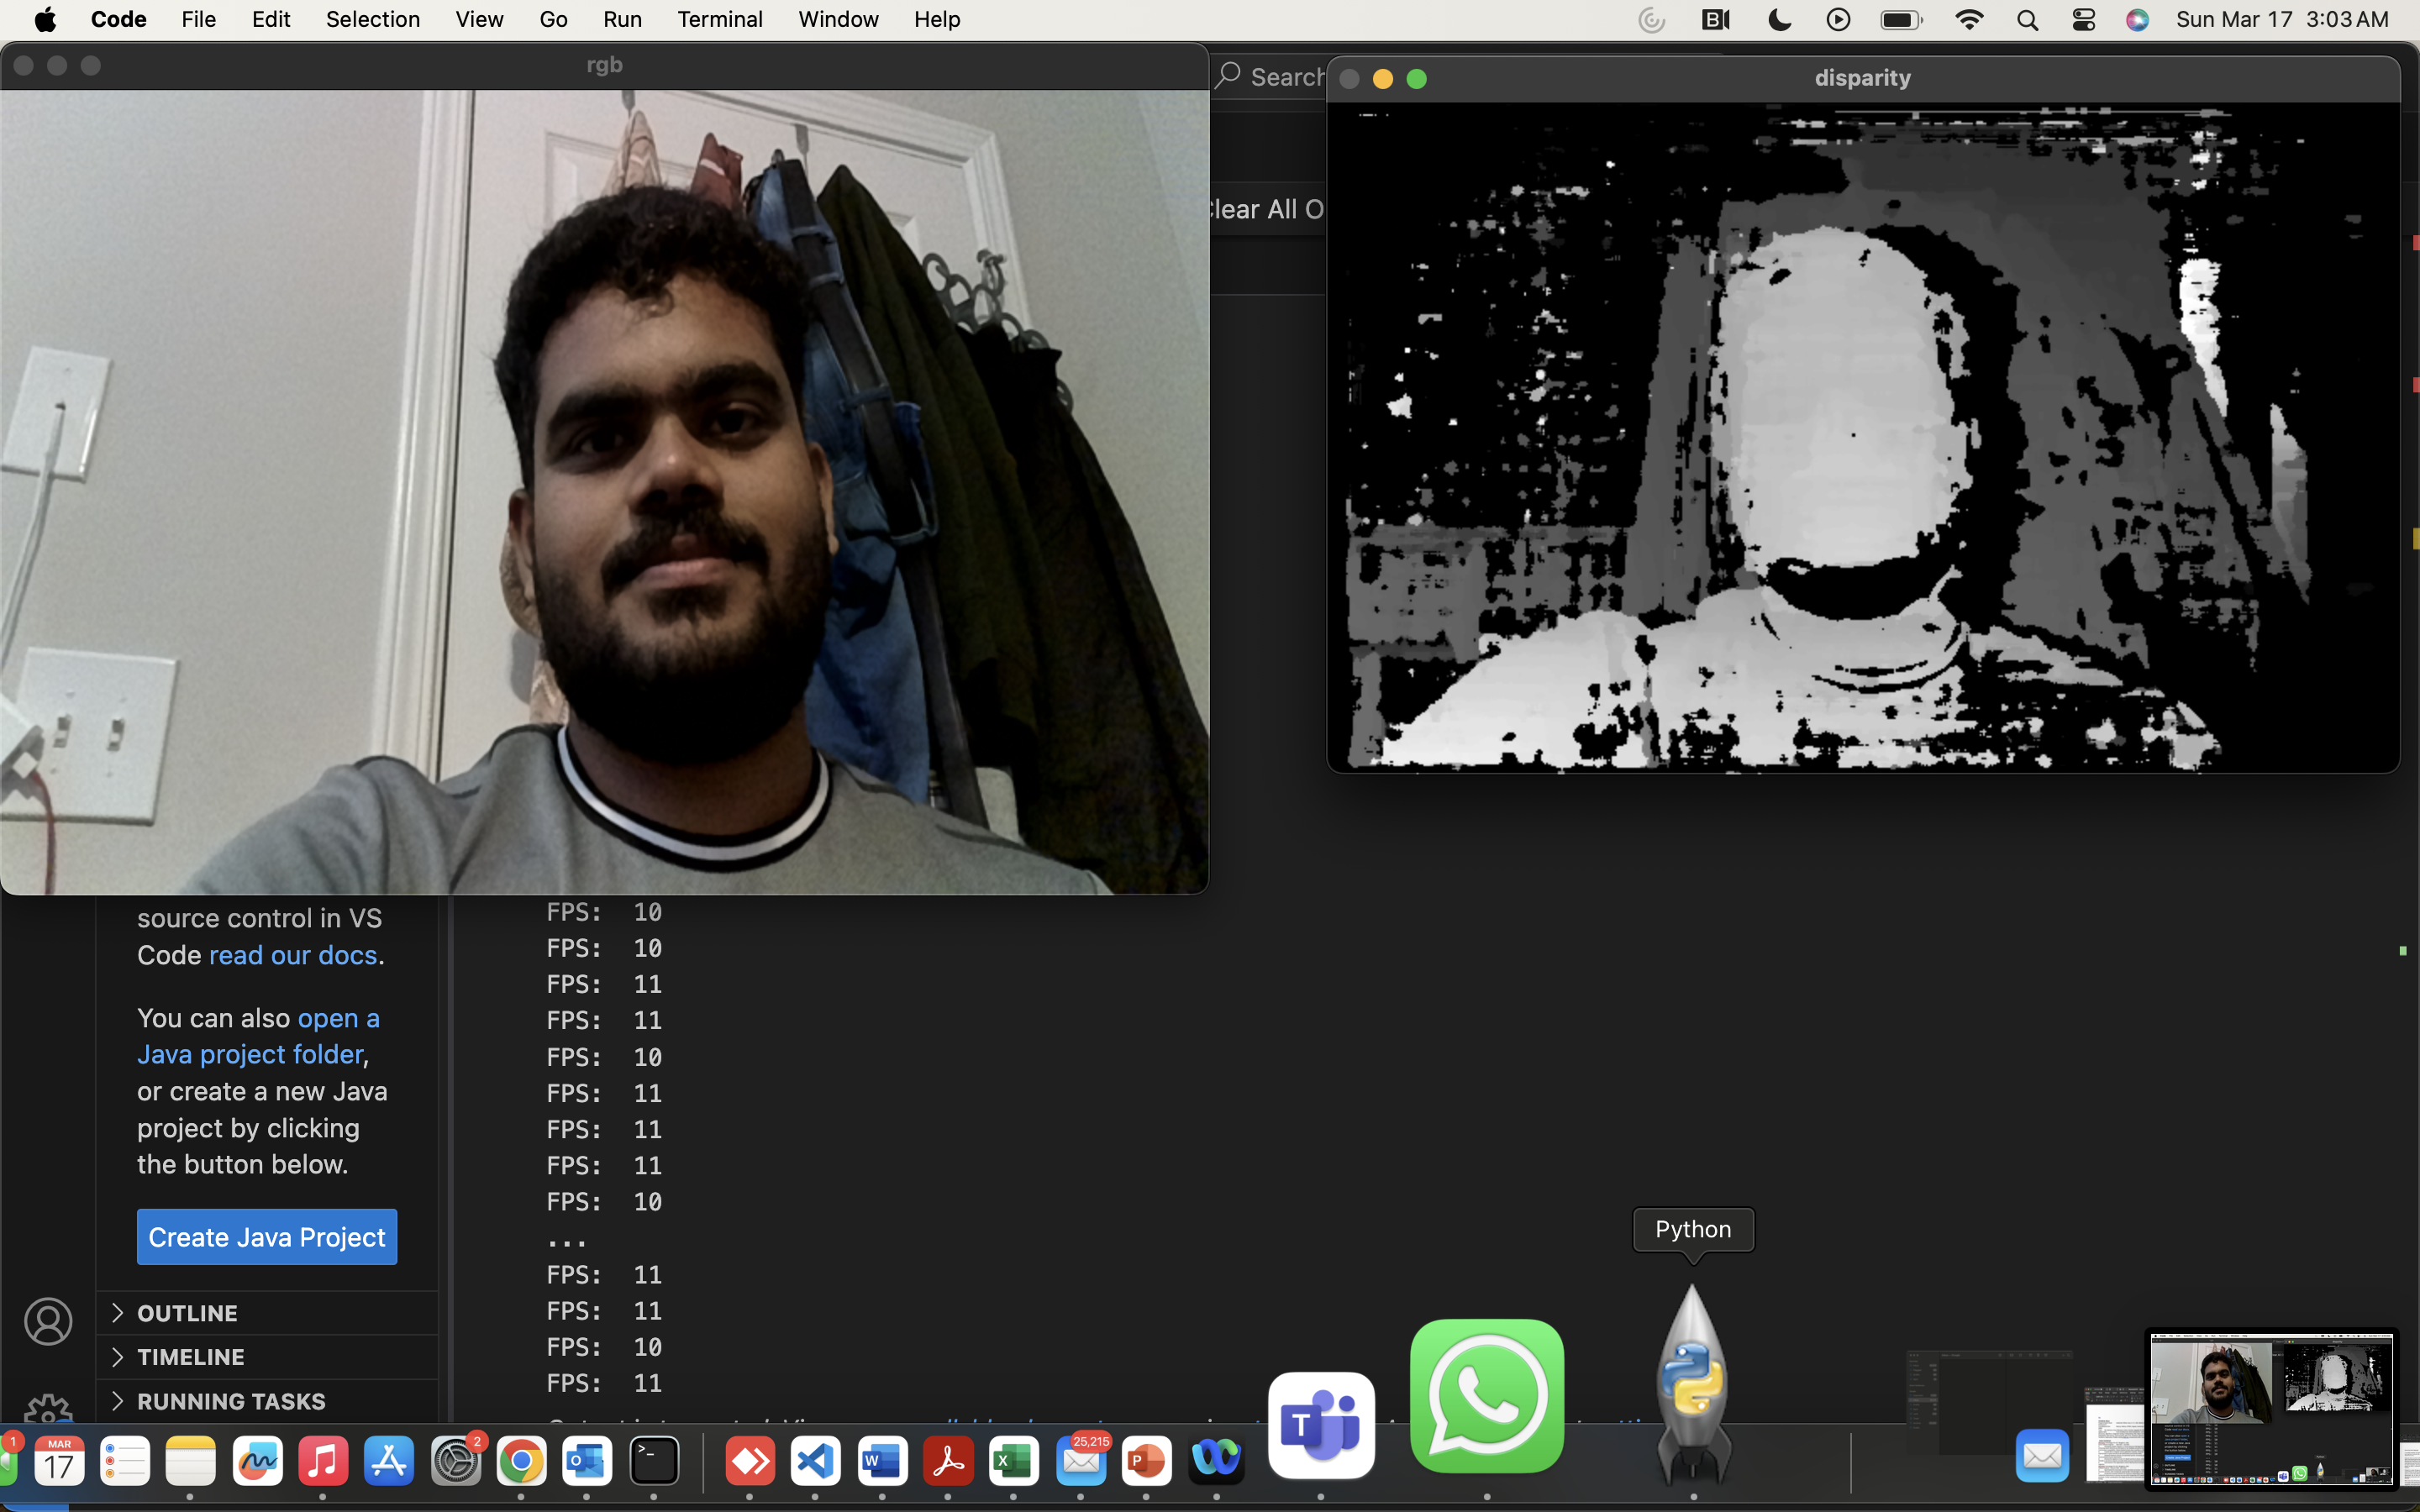 Code File Edit Selection View Go Run Terminal Window Help
Sun Mar 17 3:03 AM
rgb
Search
disparity
Clear All O
source control in VS
Code read our docs.
You can also open a
Java project folder,
or create a new Java
project by clicking
the button below.
Create Java Project
OUTLINE
TIMELINE
RUNNING TASKS
FPS: 10
FPS: 10
FPS: 11
FPS: 11
FPS: 10
FPS: 11
FPS: 11
FPS: 11
FPS: 10
...
FPS: 11
FPS: 11
FPS: 10
FPS: 11
Python
1
MAR
17
2
25,215